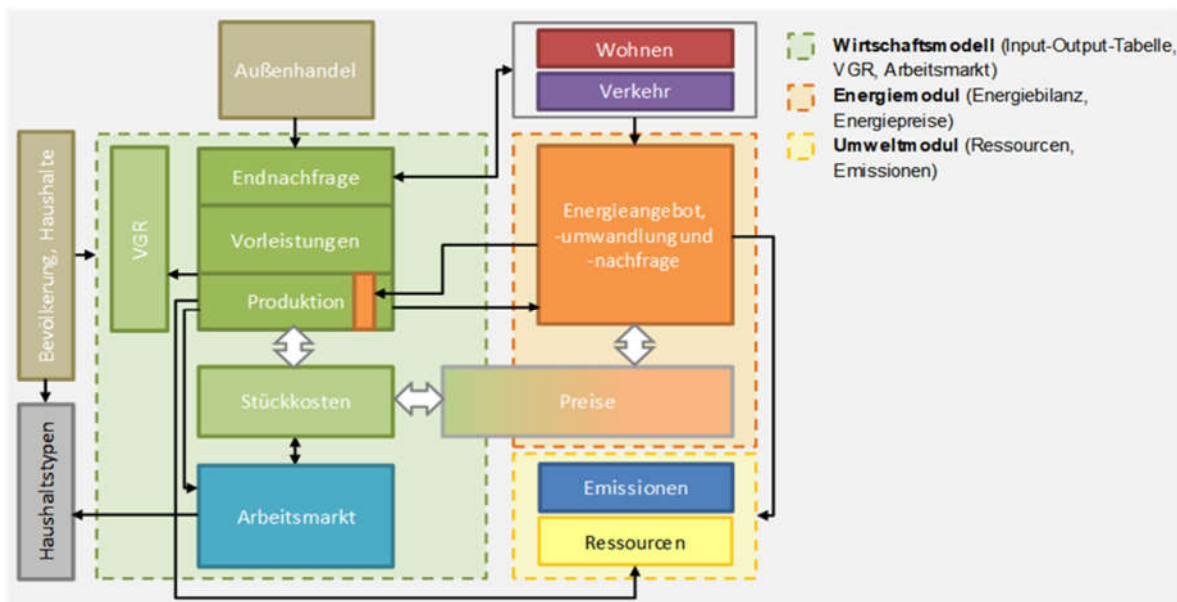 Außenhandel
Wohnen
Verkehr
Wirtschaftsmodell (Input-Output-Tabelle,
VGR, Arbeitsmarkt)
Energiemodul (Energiebilanz,
Energiepreise)
Umweltmodul (Ressourcen,
Emissionen)
Bevölkerung, Haushalte
VGR
Endnachfrage
Vorleistungen
Produktion
Energieangebot,
-umwandlung und
-nachfrage
Stückkosten
Preise
Haushaltstypen
Arbeitsmarkt
Emissionen
Ressourcen